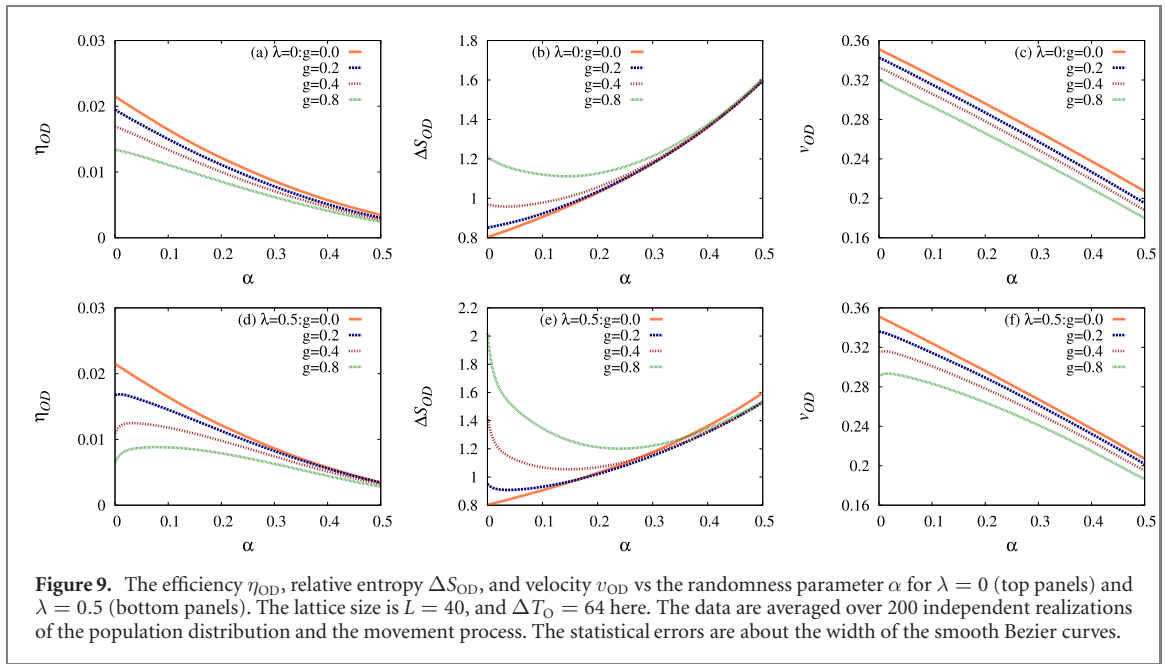 0.03
0.02
0.01
0
0 0.1 0.2 0.3 0.4 0.5
η_OD
α
(a) λ=0:g=0.0
g=0.2
g=0.4
g=0.8
1.8
1.6
1.4
1.2
1
0.8
0 0.1 0.2 0.3 0.4 0.5
ΔS_OD
α
(b) λ=0:g=0.0
g=0.2
g=0.4
g=0.8
0.36
0.32
0.28
0.24
0.2
0.16
0 0.1 0.2 0.3 0.4 0.5
v_OD
α
(c) λ=0:g=0.0
g=0.2
g=0.4
g=0.8
0.03
0.02
0.01
0
0 0.1 0.2 0.3 0.4 0.5
η_OD
α
(d) λ=0.5:g=0.0
g=0.2
g=0.4
g=0.8
2.2
2
1.8
1.6
1.4
1.2
1
0.8
0 0.1 0.2 0.3 0.4 0.5
ΔS_OD
α
(e) λ=0.5:g=0.0
g=0.2
g=0.4
g=0.8
0.36
0.32
0.28
0.24
0.2
0.16
0 0.1 0.2 0.3 0.4 0.5
v_OD
α
(f) λ=0.5:g=0.0
g=0.2
g=0.4
g=0.8
Figure 9. The efficiency η_OD, relative entropy ΔS_OD, and velocity v_OD vs the randomness parameter α for λ = 0 (top panels) and
λ = 0.5 (bottom panels). The lattice size is L = 40, and ΔT_O = 64 here. The data are averaged over 200 independent realizations
of the population distribution and the movement process. The statistical errors are about the width of the smooth Bezier curves.